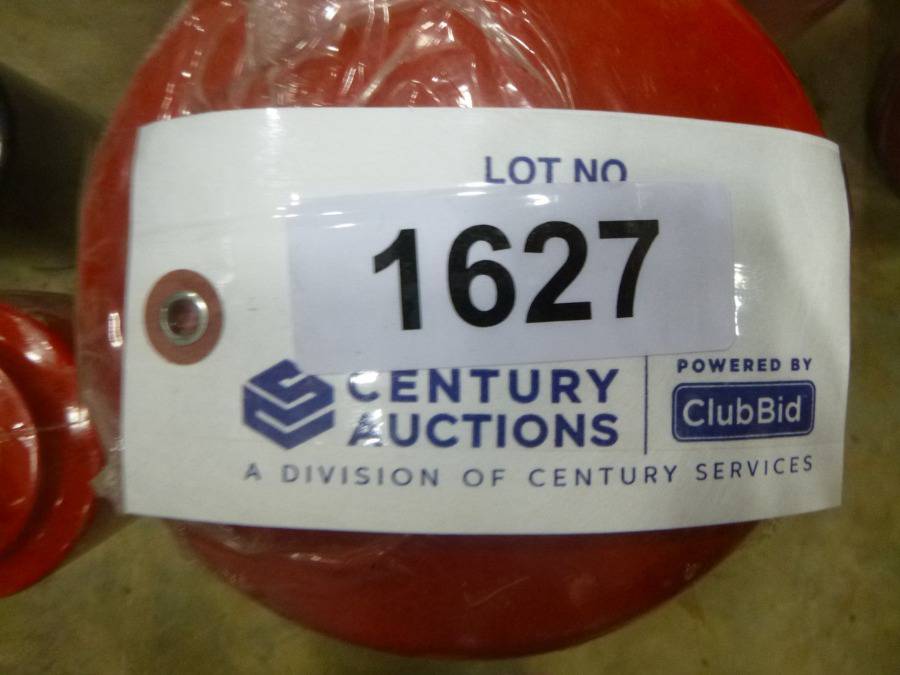 LOT NO
1627
CENTURY
AUCTIONS
POWERED BY
ClubBid
A DIVISION OF CENTURY SERVICES